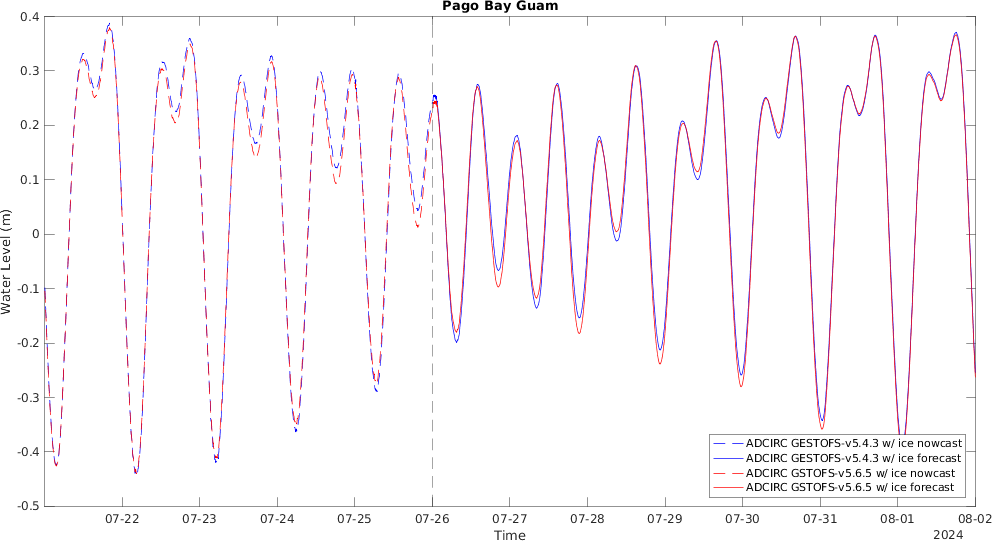 Pago Bay Guam
0.4
0.3
0.2
0.1
0
-0.1
-0.2
-0.3
-0.4
-0.5
Water Level (m)
ADCIRC GESTOFS-v5.4.3 w/ ice nowcast
ADCIRC GESTOFS-v5.4.3 w/ ice forecast
ADCIRC GSTOFS-v5.6.5 w/ ice nowcast
ADCIRC GSTOFS-v5.6.5 w/ ice forecast
07-22 07-23 07-24 07-25 07-26 07-27 07-28 07-29 07-30 07-31 08-01 08-02
Time
2024